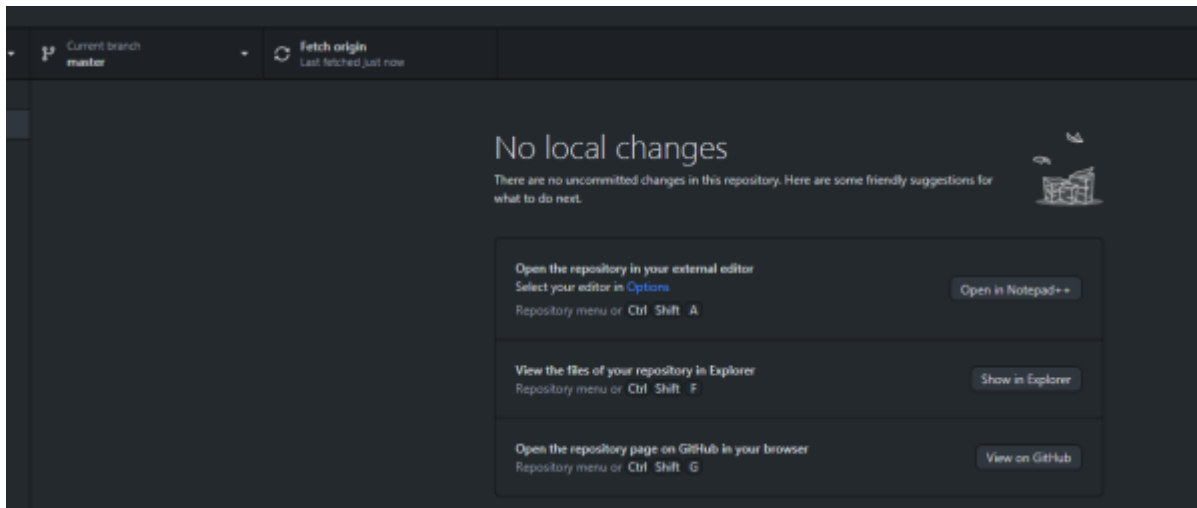 Current branch
master
Fetch origin
Last fetched just now
No local changes
There are no uncommitted changes in this repository. Here are some friendly suggestions for
what to do next.
Open the repository in your external editor
Select your editor in Options
Repository menu or Ctrl Shift A
Open in Notepad++
View the files of your repository in Explorer
Repository menu or Ctrl Shift F
Show in Explorer
Open the repository page on GitHub in your browser
Repository menu or Ctrl Shift G
View on GitHub